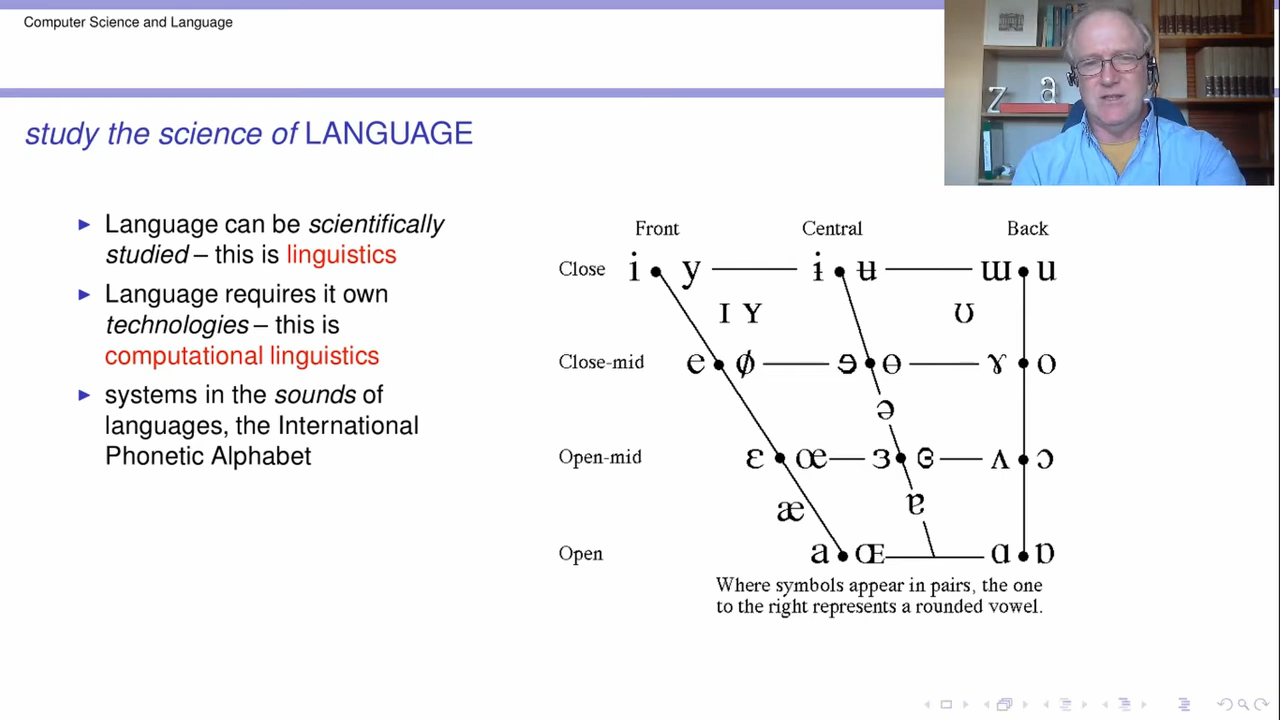 Computer Science and Language
Z a
study the science of LANGUAGE
▶ Language can be scientifically
studied – this is linguistics
▶ Language requires it own
technologies – this is
computational linguistics
▶ systems in the sounds of
languages, the International
Phonetic Alphabet
Front Central Back
Close i y ɨ ʉ ɯ u
ɪ ʏ ʊ
Close-mid e ø ɘ ɵ ɤ o
ə
Open-mid ɛ œ ɜ ɞ ʌ ɔ
æ ɐ
Open a ɶ ɑ ɒ
Where symbols appear in pairs, the one
to the right represents a rounded vowel.